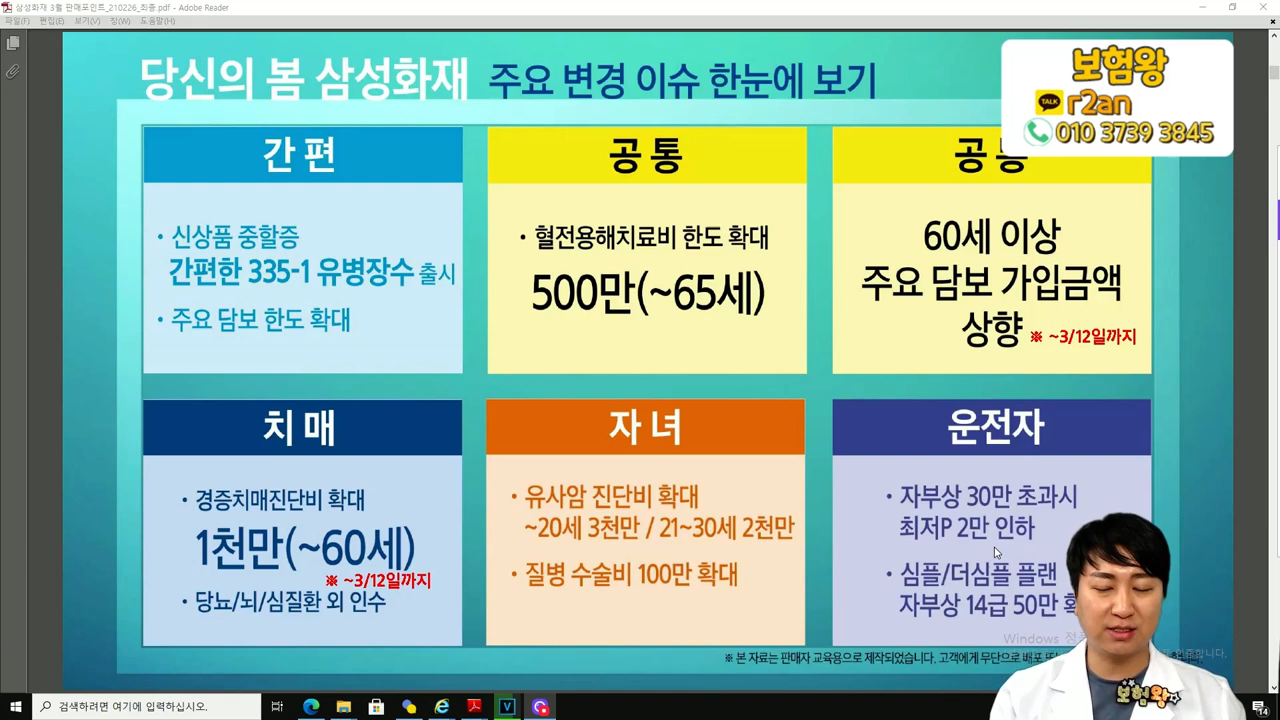 삼성화재 3월 판매포인트_210226_최종.pdf - Adobe Reader
파일(F) 편집(E) 보기(V) 창(W) 도움말(H)
보험왕
TALK r2an
010 3739 3845
당신의 봄 삼성화재 주요 변경 이슈 한눈에 보기
간편
· 신상품 중할증
간편한 335-1 유병장수 출시
· 주요 담보 한도 확대
공통
· 혈전용해치료비 한도 확대
500만(~65세)
공통
60세 이상
주요 담보 가입금액
상향 ※ ~3/12일까지
치매
· 경증치매진단비 확대
1천만(~60세)
※ ~3/12일까지
· 당뇨/뇌/심질환 외 인수
자녀
· 유사암 진단비 확대
~20세 3천만 / 21~30세 2천만
· 질병 수술비 100만 확대
운전자
· 자부상 30만 초과시
최저P 2만 인하
· 심플/더심플 플랜
자부상 14급 50만
Windows
※ 본 자료는 판매자 교육용으로 제작되었습니다. 고객에게 무단으로 배포
보험왕
검색하려면 여기에 입력하십시오.
14